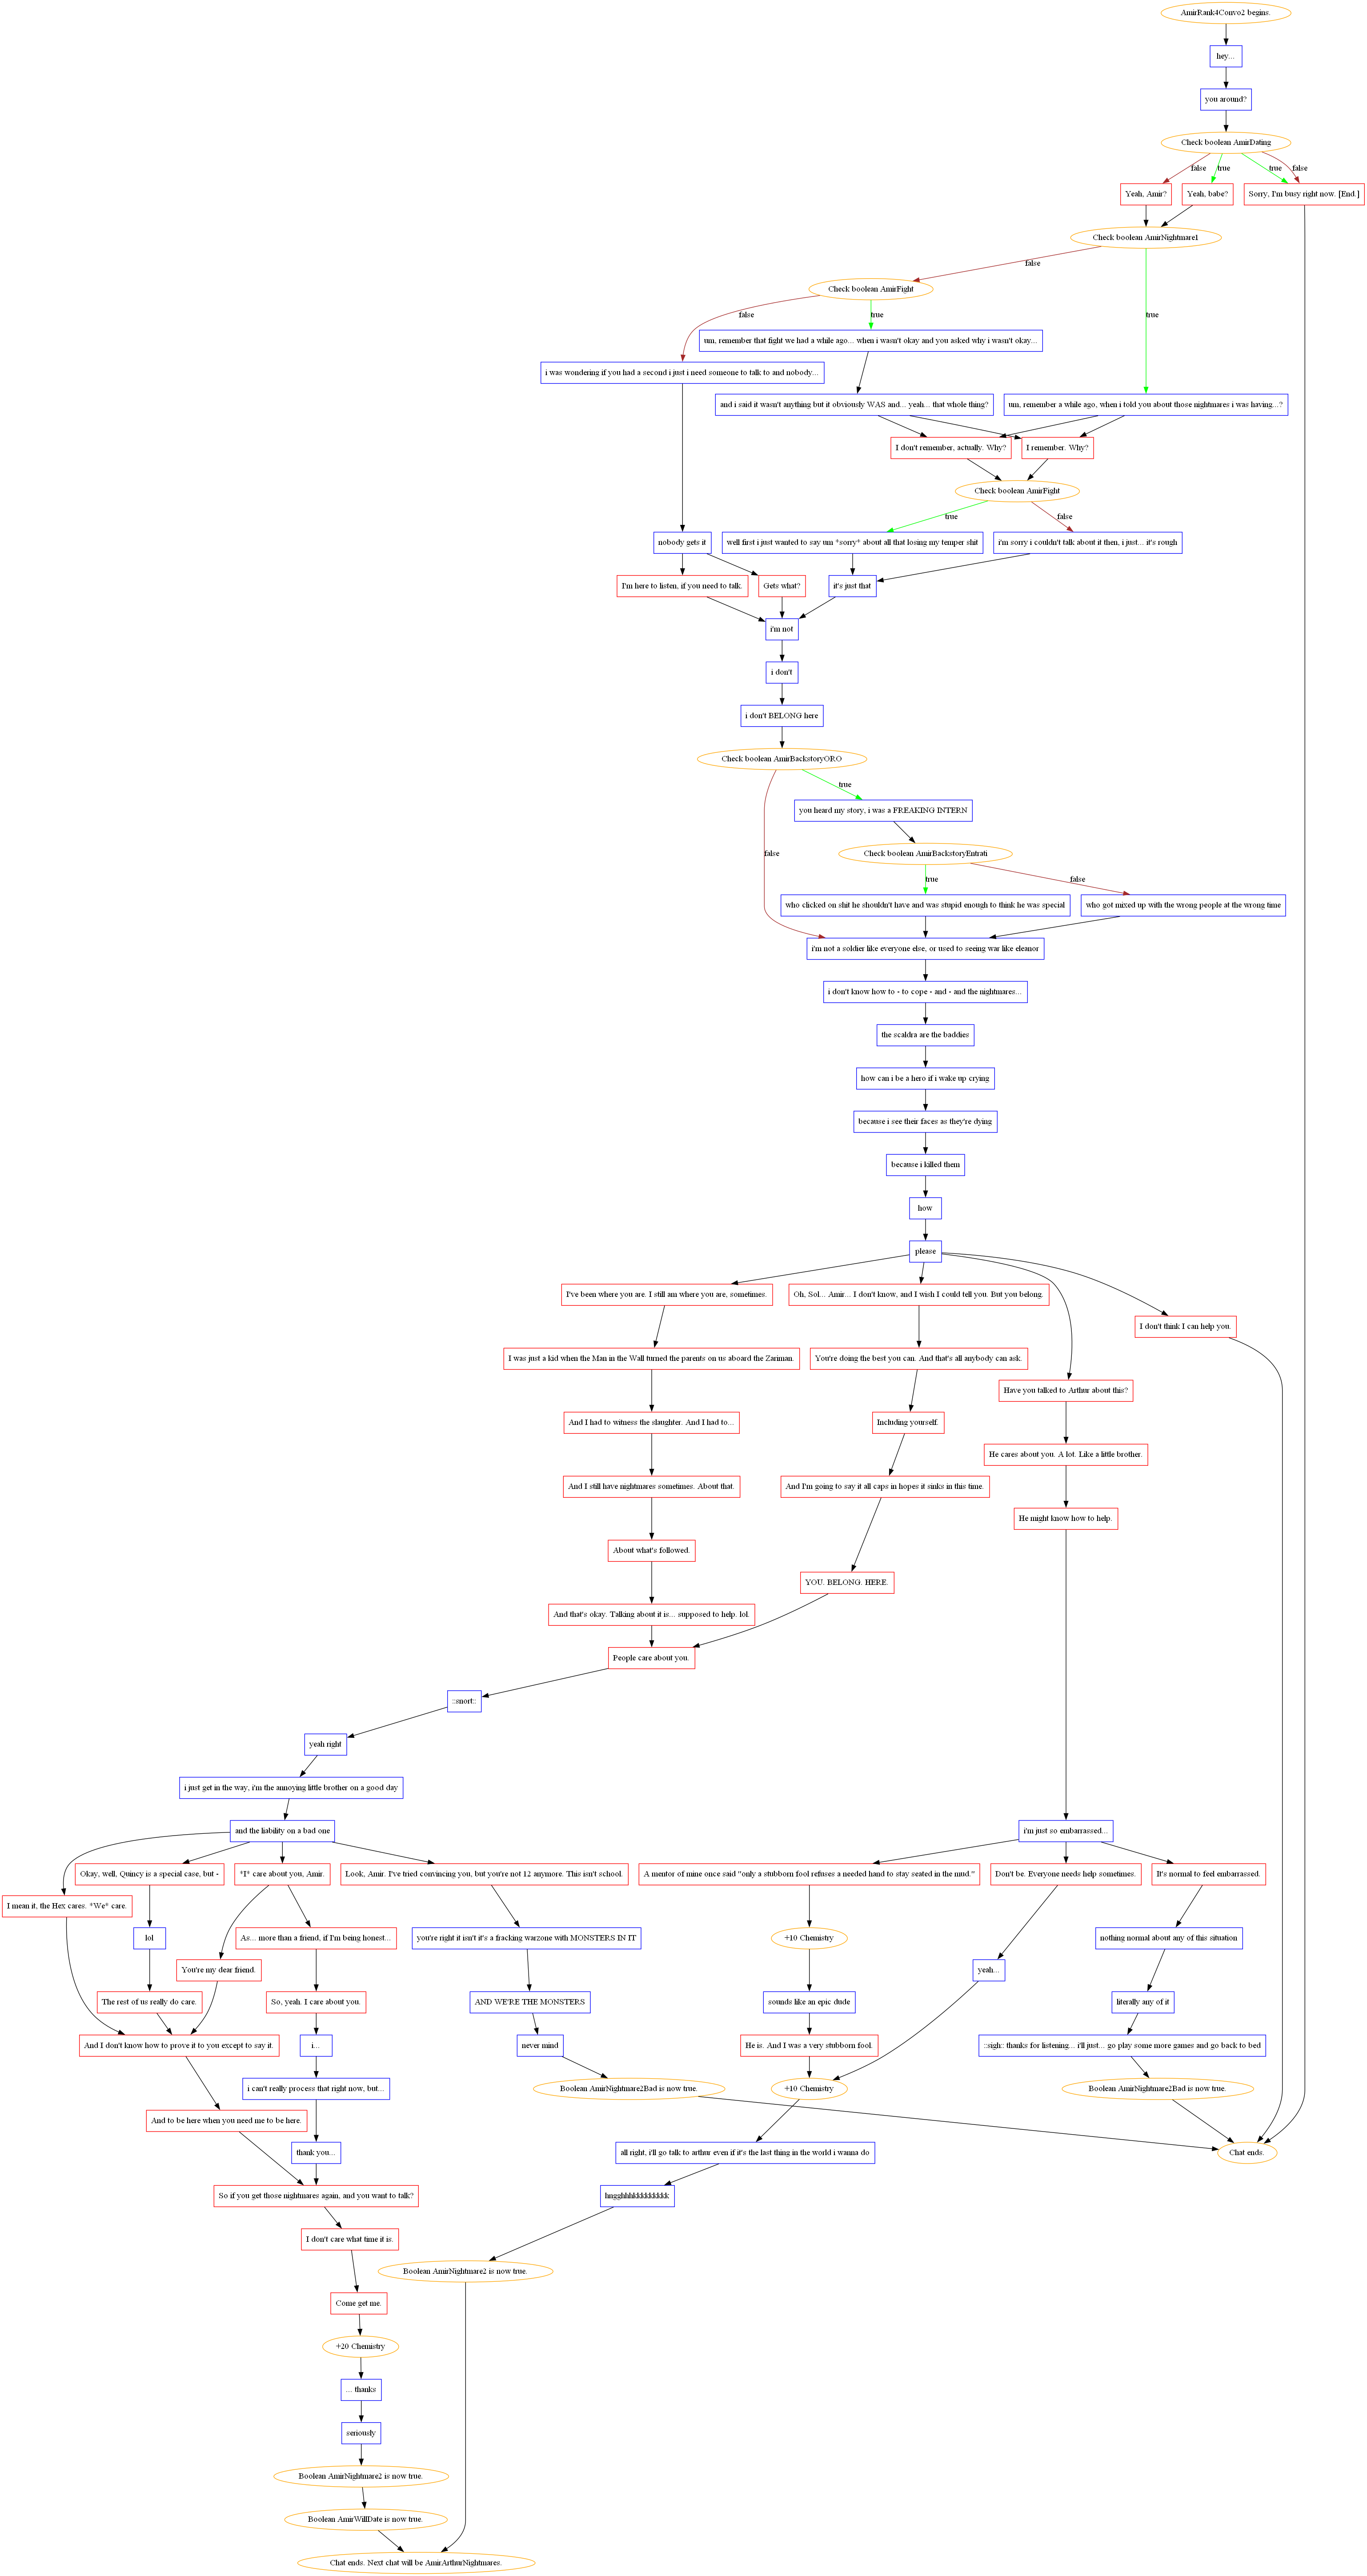 AmirRank4Convo2 begins.
hey...
you around?
Check boolean AmirDating
false
true
true
false
Yeah, Amir?
Yeah, babe?
Sorry, I'm busy right now. [End.]
Check boolean AmirNightmare1
false
Check boolean AmirFight
false
true
true
um, remember that fight we had a while ago... when i wasn't okay and you asked why i wasn't okay...
i was wondering if you had a second i just i need someone to talk to and nobody...
and i said it wasn't anything but it obviously WAS and... yeah... that whole thing?
um, remember a while ago, when i told you about those nightmares i was having...?
I don't remember, actually. Why?
I remember. Why?
Check boolean AmirFight
true
false
nobody gets it
well first i just wanted to say um *sorry* about all that losing my temper shit
i'm sorry i couldn't talk about it then, i just... it's rough
I'm here to listen, if you need to talk.
Gets what?
it's just that
i'm not
i don't
i don't BELONG here
Check boolean AmirBackstoryORO
true
you heard my story, i was a FREAKING INTERN
false
Check boolean AmirBackstoryEntrati
true
false
who clicked on shit he shouldn't have and was stupid enough to think he was special
who got mixed up with the wrong people at the wrong time
i'm not a soldier like everyone else, or used to seeing war like eleanor
i don't know how to - to cope - and - and the nightmares...
the scaldra are the baddies
how can i be a hero if i wake up crying
because i see their faces as they're dying
because i killed them
how
please
I've been where you are. I still am where you are, sometimes.
Oh, Sol... Amir... I don't know, and I wish I could tell you. But you belong.
I don't think I can help you.
I was just a kid when the Man in the Wall turned the parents on us aboard the Zariman.
You're doing the best you can. And that's all anybody can ask.
Have you talked to Arthur about this?
And I had to witness the slaughter. And I had to...
Including yourself.
He cares about you. A lot. Like a little brother.
And I still have nightmares sometimes. About that.
And I'm going to say it all caps in hopes it sinks in this time.
He might know how to help.
About what's followed.
YOU. BELONG. HERE.
And that's okay. Talking about it is... supposed to help. lol.
People care about you.
::snort::
yeah right
i just get in the way, i'm the annoying little brother on a good day
and the liability on a bad one
i'm just so embarrassed...
Okay, well, Quincy is a special case, but -
*I* care about you, Amir.
Look, Amir. I've tried convincing you, but you're not 12 anymore. This isn't school.
A mentor of mine once said "only a stubborn fool refuses a needed hand to stay seated in the mud."
Don't be. Everyone needs help sometimes.
It's normal to feel embarrassed.
I mean it, the Hex cares. *We* care.
lol
As... more than a friend, if I'm being honest...
you're right it isn't it's a fracking warzone with MONSTERS IN IT
+10 Chemistry
nothing normal about any of this situation
You're my dear friend.
yeah...
The rest of us really do care.
So, yeah. I care about you.
AND WE'RE THE MONSTERS
sounds like an epic dude
literally any of it
And I don't know how to prove it to you except to say it.
i...
never mind
He is. And I was a very stubborn fool.
::sigh:: thanks for listening... i'll just... go play some more games and go back to bed
i can't really process that right now, but...
Boolean AmirNightmare2Bad is now true.
+10 Chemistry
Boolean AmirNightmare2Bad is now true.
And to be here when you need me to be here.
thank you...
all right, i'll go talk to arthur even if it's the last thing in the world i wanna do
Chat ends.
So if you get those nightmares again, and you want to talk?
hngghhhkkkkkkkkkk
I don't care what time it is.
Boolean AmirNightmare2 is now true.
Come get me.
+20 Chemistry
... thanks
seriously
Boolean AmirNightmare2 is now true.
Boolean AmirWillDate is now true.
Chat ends. Next chat will be AmirArthurNightmares.